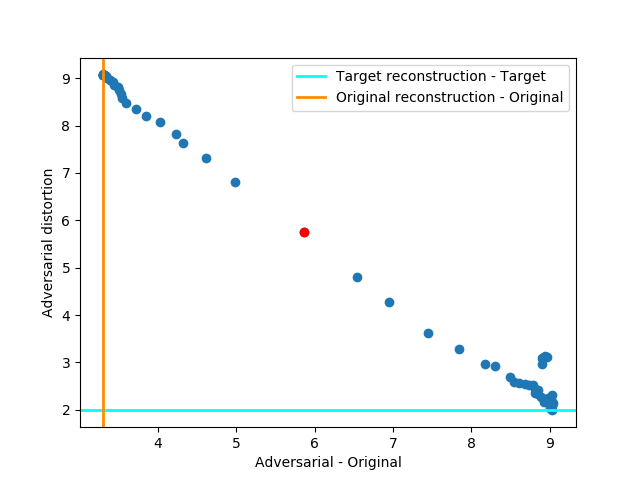 Target reconstruction - Target
Original reconstruction - Original
Adversarial distortion
9
8
7
6
5
4
3
2
4 5 6 7 8 9
Adversarial - Original